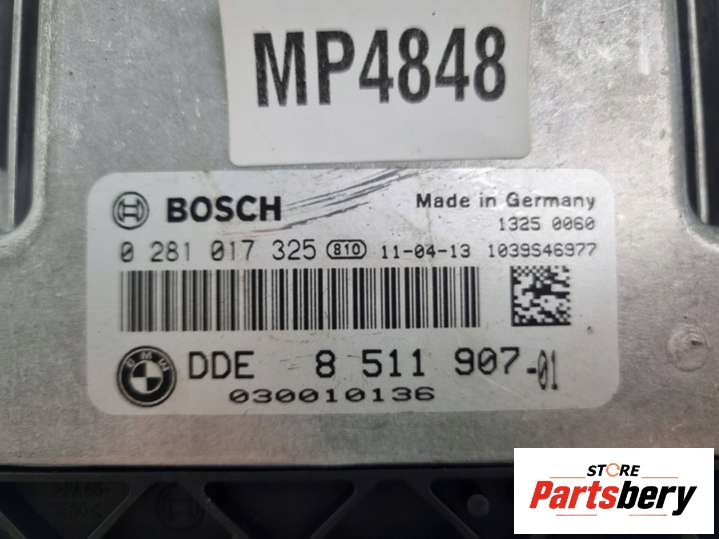 MP4848
BOSCH
Made in Germany
1325 0060
0 281 017 325 810 11-04-13 1039S46977
BMW DDE 8 511 907-01
030010136
STORE
Partsbery